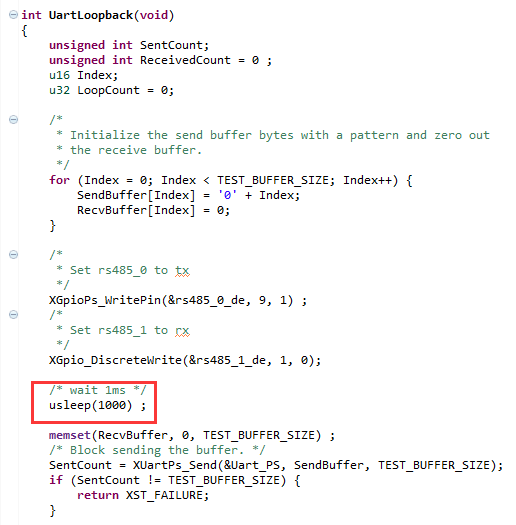 int UartLoopback(void)
{
    unsigned int SentCount;
    unsigned int ReceivedCount = 0 ;
    u16 Index;
    u32 LoopCount = 0;

    /*
     * Initialize the send buffer bytes with a pattern and zero out
     * the receive buffer.
     */
    for (Index = 0; Index < TEST_BUFFER_SIZE; Index++) {
        SendBuffer[Index] = '0' + Index;
        RecvBuffer[Index] = 0;
    }

    /*
     * Set rs485_0 to tx
     */
    XGpioPs_WritePin(&rs485_0_de, 9, 1) ;
    /*
     * Set rs485_1 to rx
     */
    XGpio_DiscreteWrite(&rs485_1_de, 1, 0);

    /* wait 1ms */
    usleep(1000) ;

    memset(RecvBuffer, 0, TEST_BUFFER_SIZE) ;
    /* Block sending the buffer. */
    SentCount = XUartPs_Send(&Uart_PS, SendBuffer, TEST_BUFFER_SIZE);
    if (SentCount != TEST_BUFFER_SIZE) {
        return XST_FAILURE;
    }